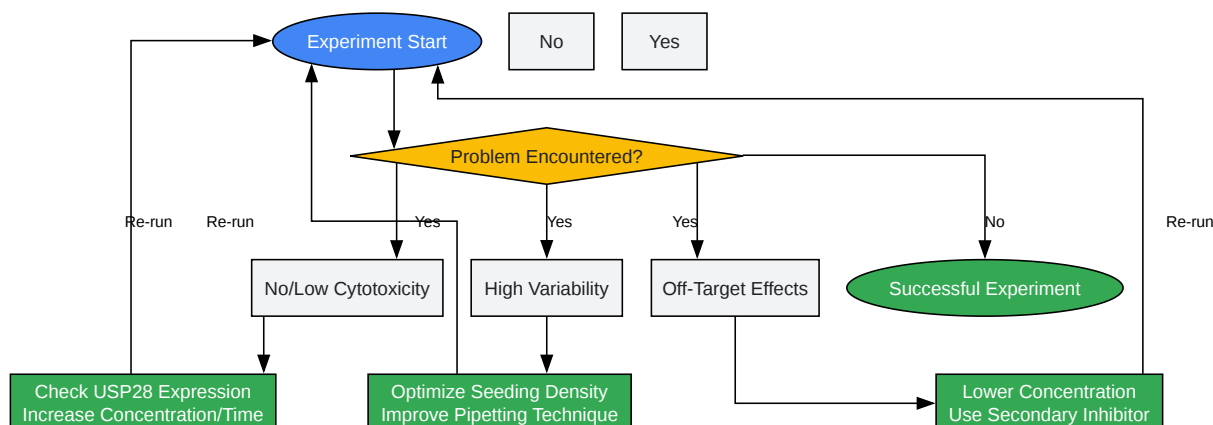 Experiment Start
No
Yes
Problem Encountered?
Re-run
Re-run
Yes
Yes
Yes
No
Re-run
No/Low Cytotoxicity
High Variability
Off-Target Effects
Successful Experiment
Check USP28 Expression
Increase Concentration/Time
Optimize Seeding Density
Improve Pipetting Technique
Lower Concentration
Use Secondary Inhibitor